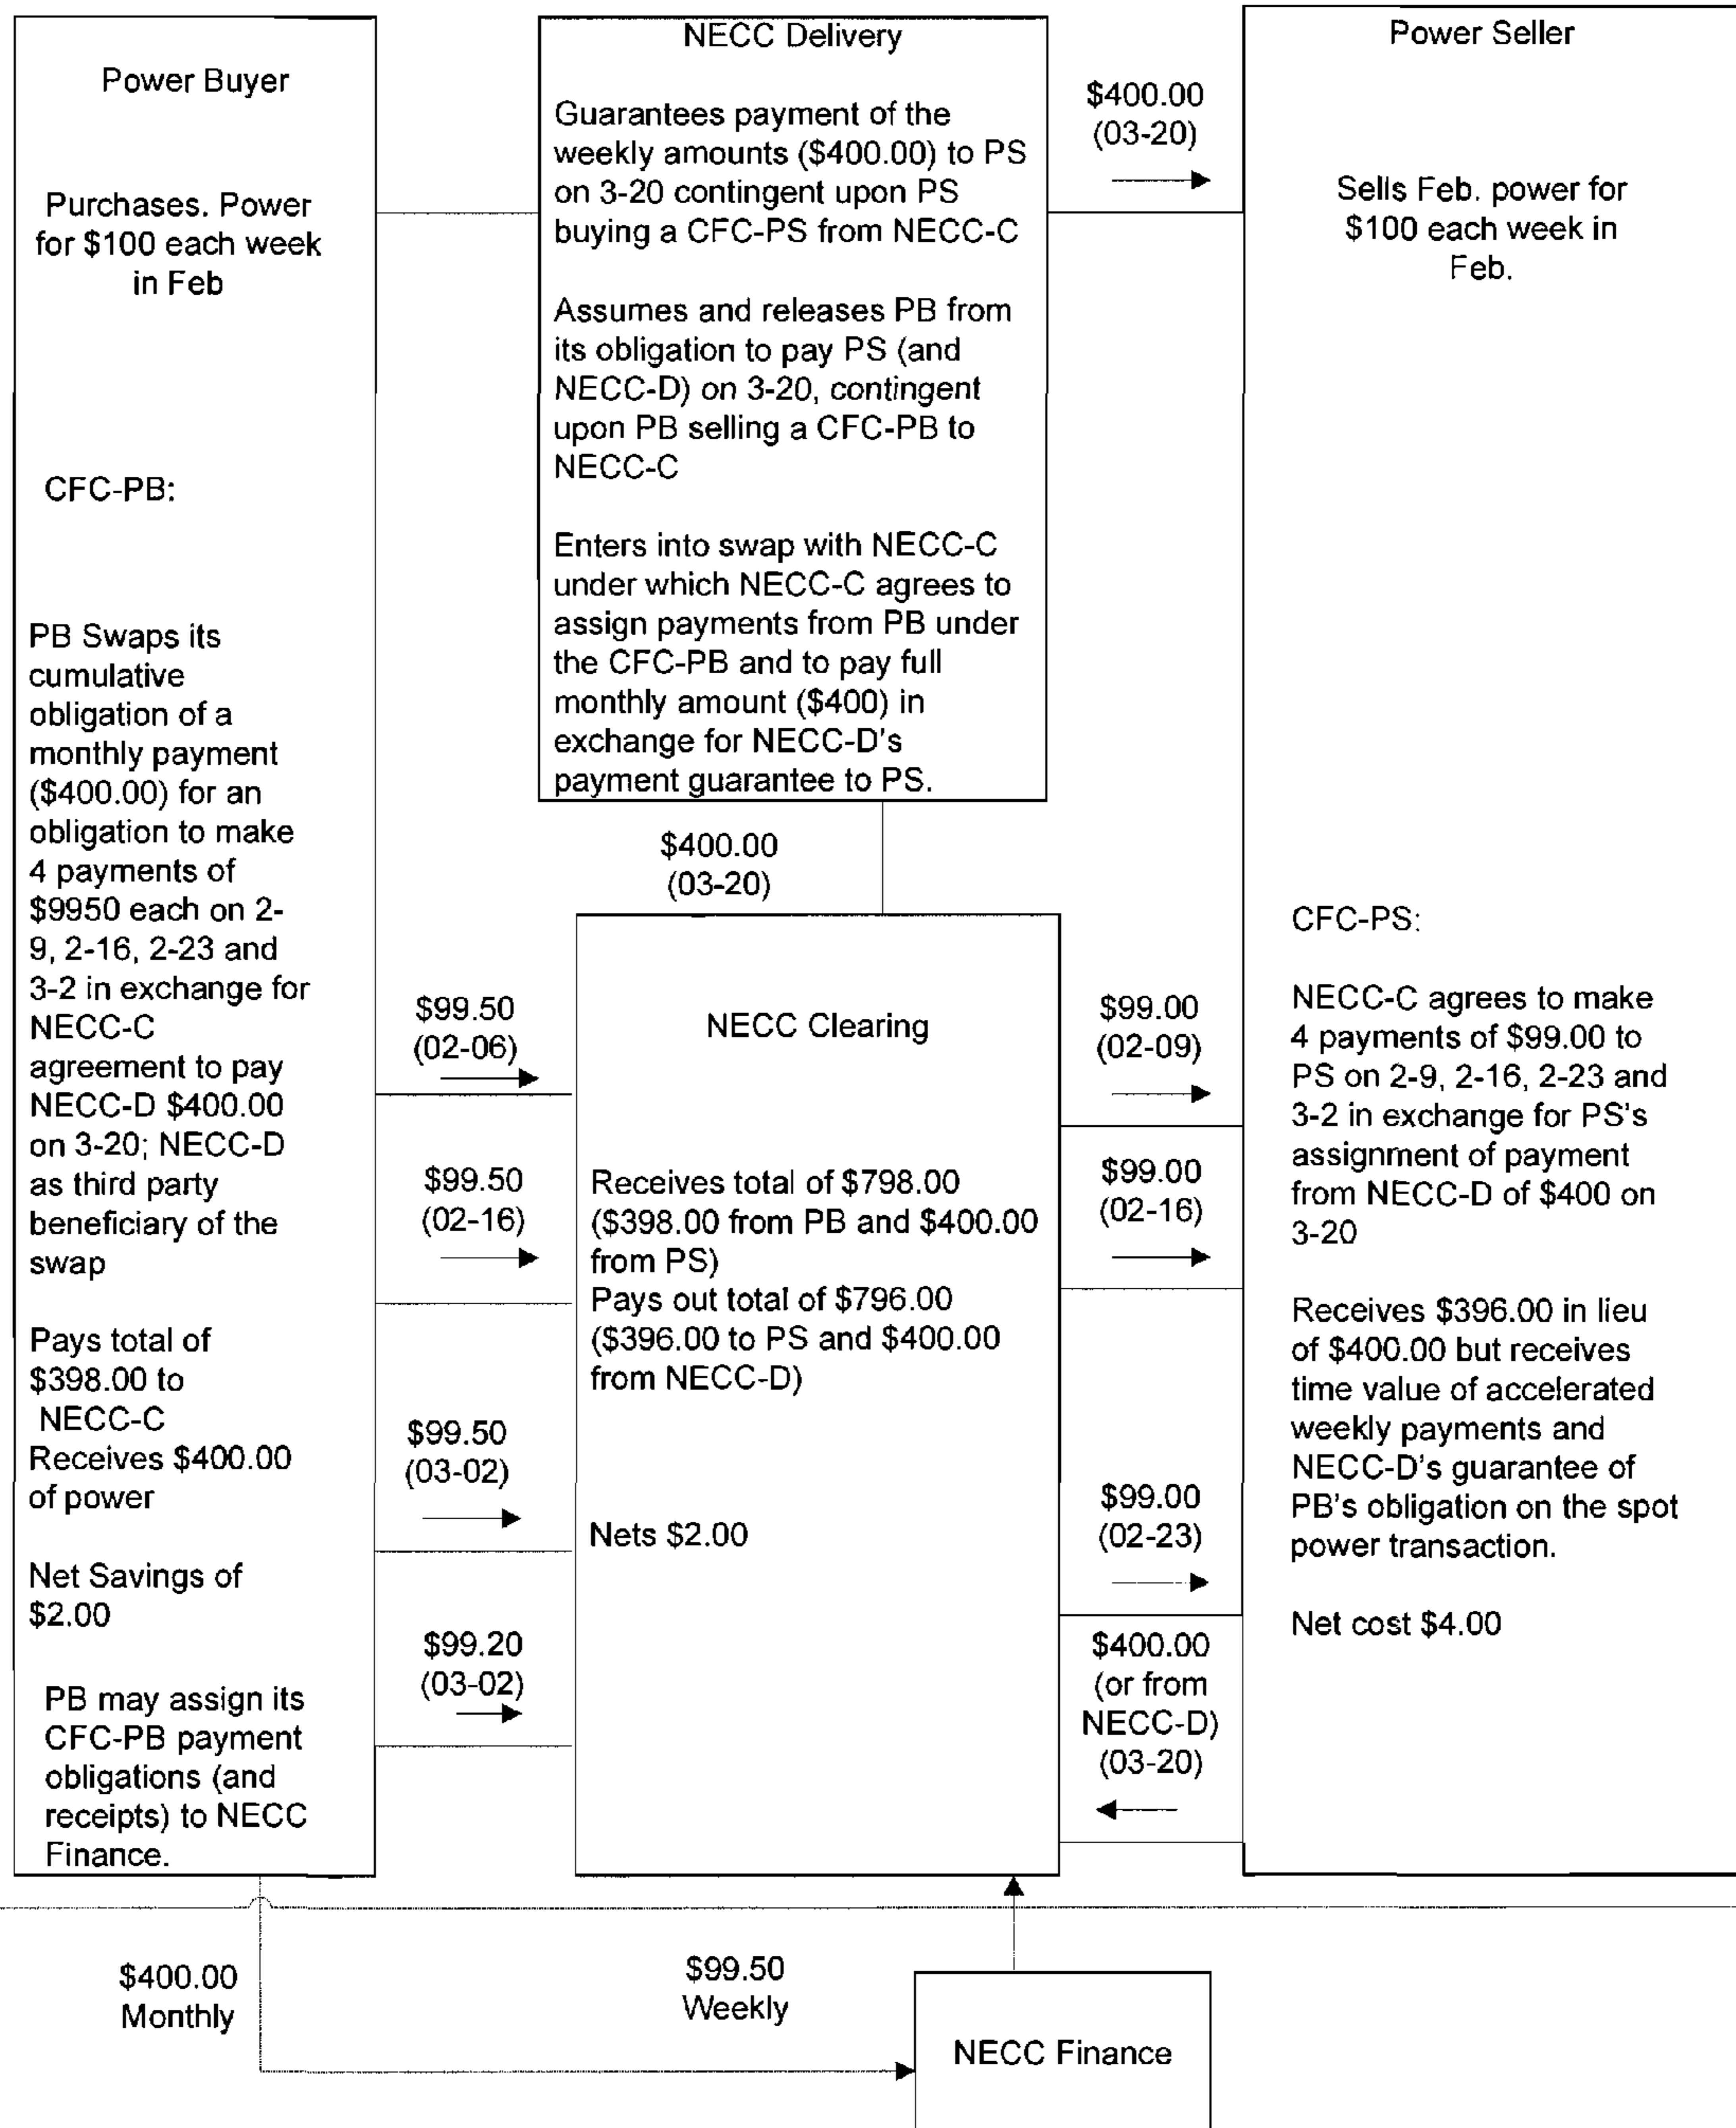 Power Buyer
Purchases. Power
for $100 each week
in Feb
CFC-PB:
PB Swaps its
cumulative
obligation of a
monthly payment
($400.00) for an
obligation to make
4 payments of
$9950 each on 2-
9, 2-16, 2-23 and
3-2 in exchange for
NECC-C
agreement to pay
NECC-D $400.00
on 3-20; NECC-D
as third party
beneficiary of the
swap
Pays total of
$398.00 to
NECC-C
Receives $400.00
of power
Net Savings of
$2.00
PB may assign its
CFC-PB payment
obligations (and
receipts) to NECC
Finance.
NECC Delivery
Guarantees payment of the
weekly amounts ($400.00) to PS
on 3-20 contingent upon PS
buying a CFC-PS from NECC-C
Assumes and releases PB from
its obligation to pay PS (and
NECC-D) on 3-20, contingent
upon PB selling a CFC-PB to
NECC-C
Enters into swap with NECC-C
under which NECC-C agrees to
assign payments from PB under
the CFC-PB and to pay full
monthly amount ($400) in
exchange for NECC-D's
payment guarantee to PS.
$400.00
(03-20)
$400.00
(03-20)
Power Seller
Sells Feb. power for
$100 each week in
Feb.
$99.50
(02-06)
$99.50
(02-16)
$99.50
(03-02)
$99.20
(03-02)
NECC Clearing
Receives total of $798.00
($398.00 from PB and $400.00
from PS)
Pays out total of $796.00
($396.00 to PS and $400.00
from NECC-D)
Nets $2.00
$99.00
(02-09)
$99.00
(02-16)
$99.00
(02-23)
$400.00
(or from
NECC-D)
(03-20)
CFC-PS:
NECC-C agrees to make
4 payments of $99.00 to
PS on 2-9, 2-16, 2-23 and
3-2 in exchange for PS's
assignment of payment
from NECC-D of $400 on
3-20
Receives $396.00 in lieu
of $400.00 but receives
time value of accelerated
weekly payments and
NECC-D's guarantee of
PB's obligation on the spot
power transaction.
Net cost $4.00
$400.00
Monthly
$99.50
Weekly
NECC Finance